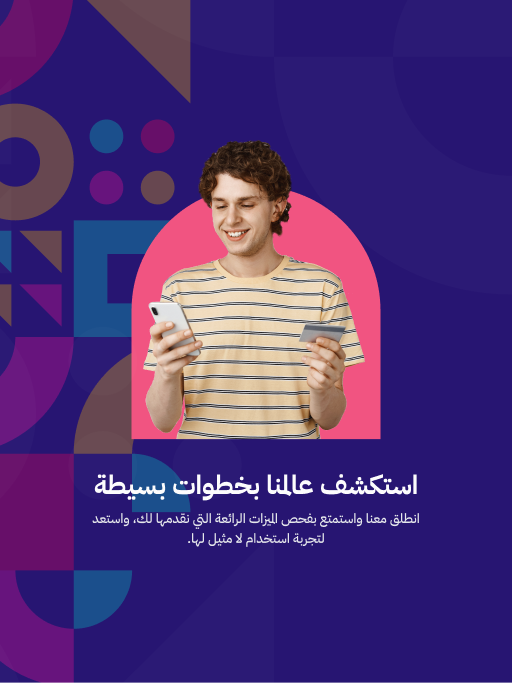 استكشف عالمنا بخطوات بسيطة
انطلق معنا واستمتع بفحص الميزات الرائعة التي نقدمها لك، واستعد
لتجربة استخدام لا مثيل لها.